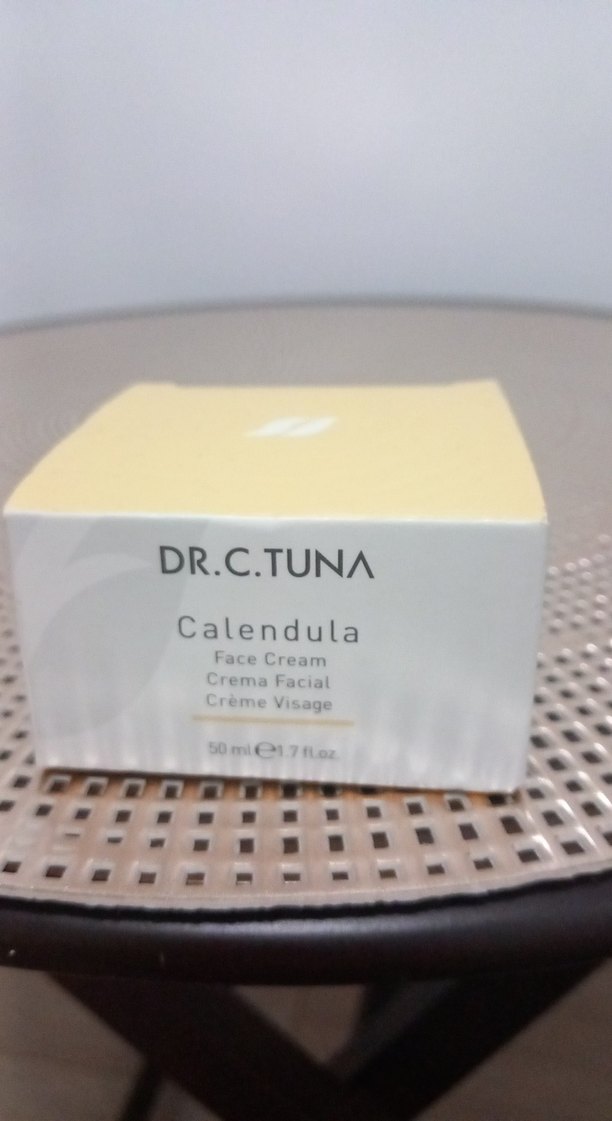 DR.C.TUNA
Calendula
Face Cream
Crema Facial
Crème Visage
50 ml ℮ 1.7 fl.oz.